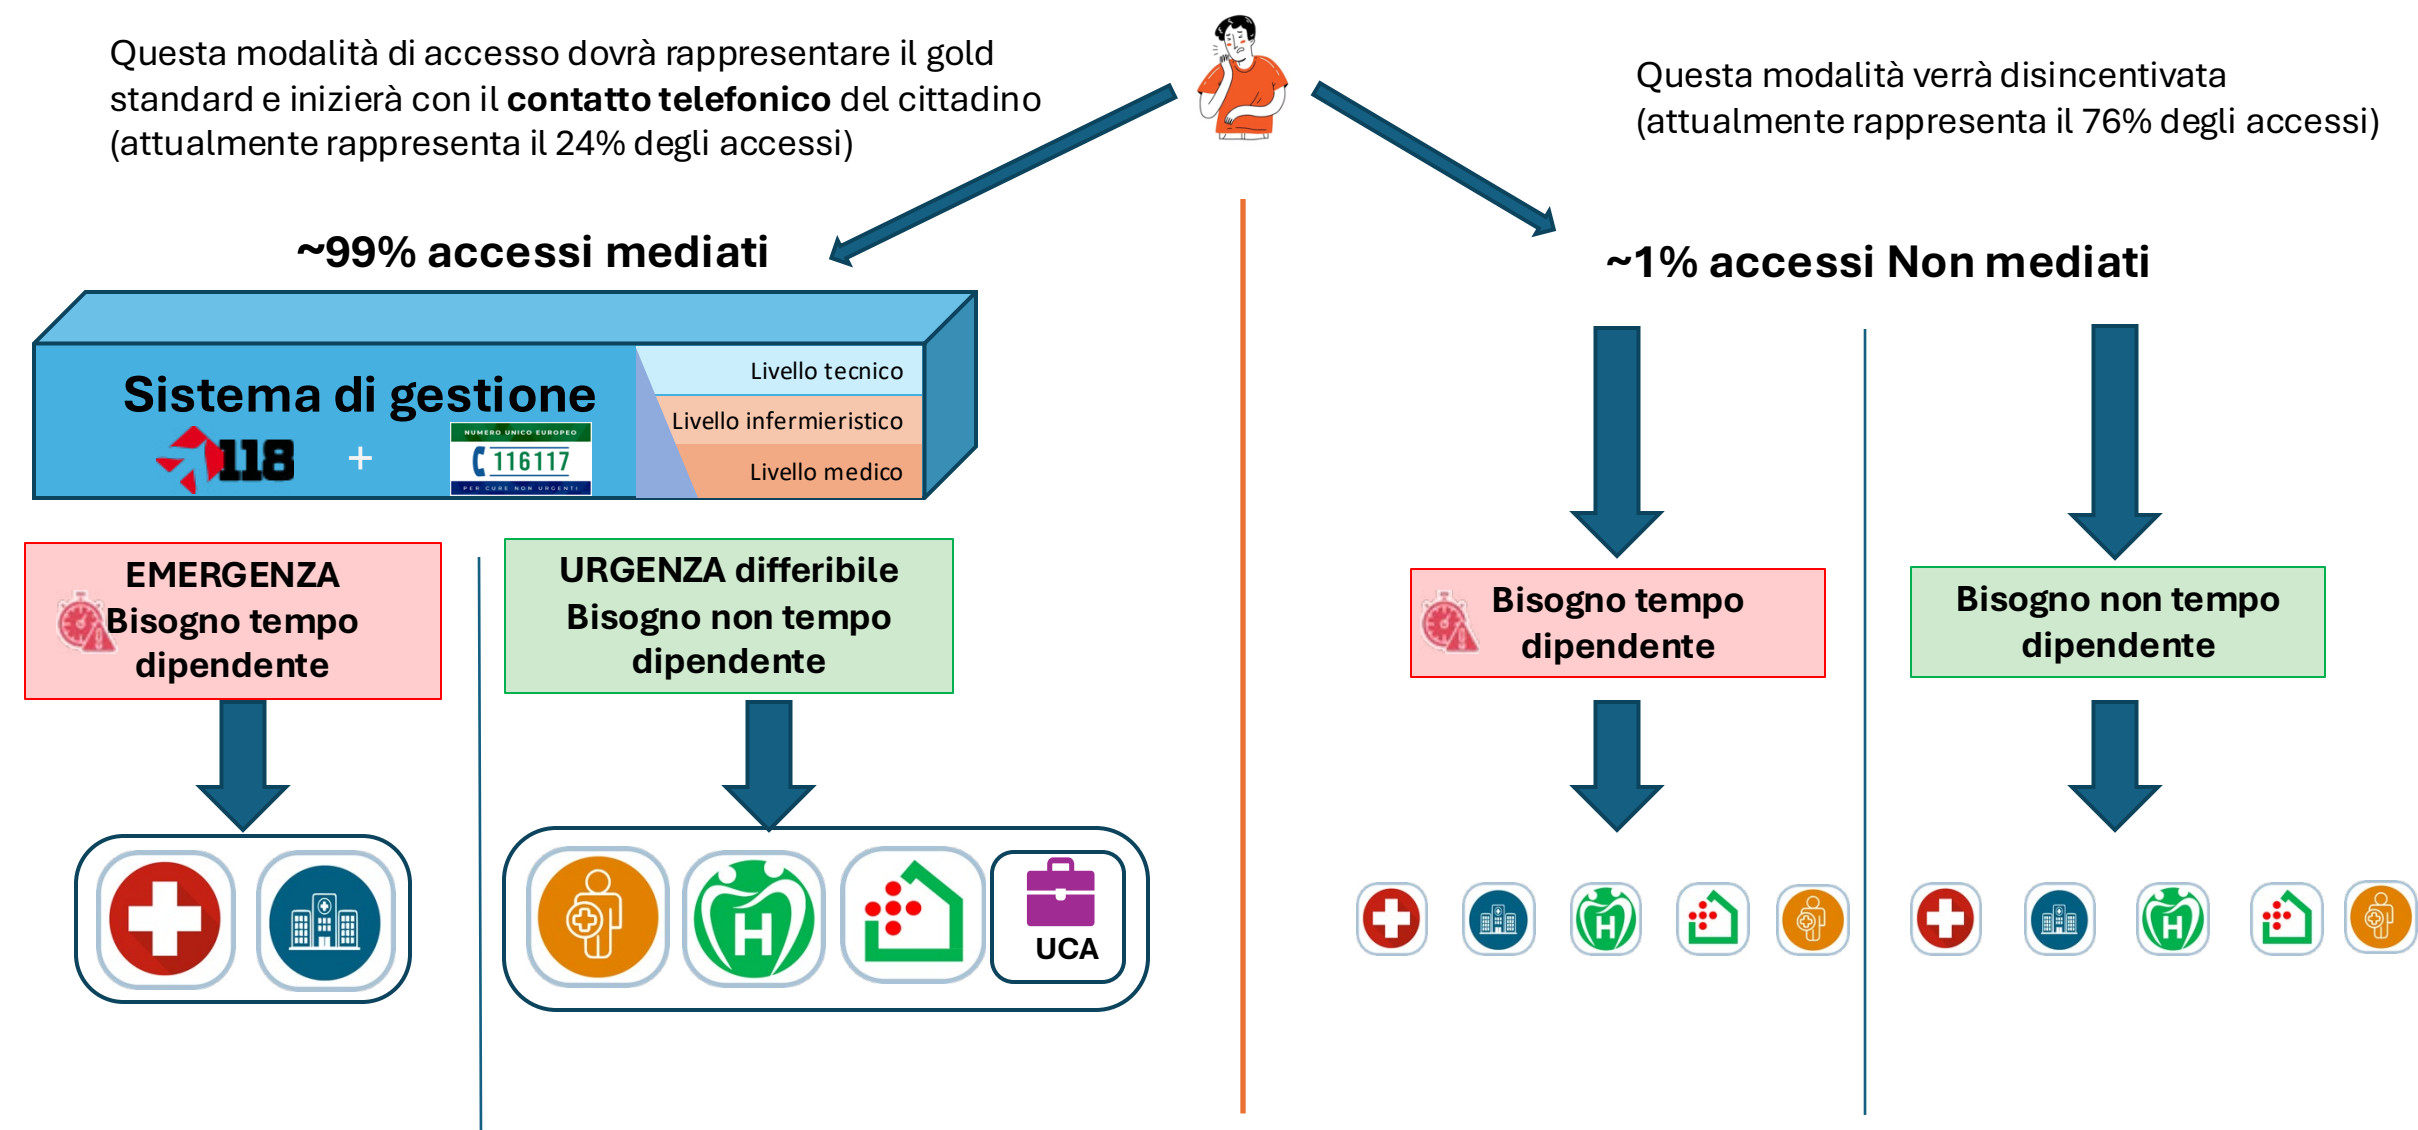 Questa modalità di accesso dovrà rappresentare il gold
standard e inizierà con il contatto telefonico del cittadino
(attualmente rappresenta il 24% degli accessi)
Questa modalità verrà disincentivata
(attualmente rappresenta il 76% degli accessi)
~99% accessi mediati
~1% accessi Non mediati
Sistema di gestione
118
+
NUMERO UNICO EUROPEO
116117
PER CURE NON URGENTI
Livello tecnico
Livello infermieristico
Livello medico
EMERGENZA
Bisogno tempo
dipendente
URGENZA differibile
Bisogno non tempo
dipendente
Bisogno tempo
dipendente
Bisogno non tempo
dipendente
H
UCA
H
H